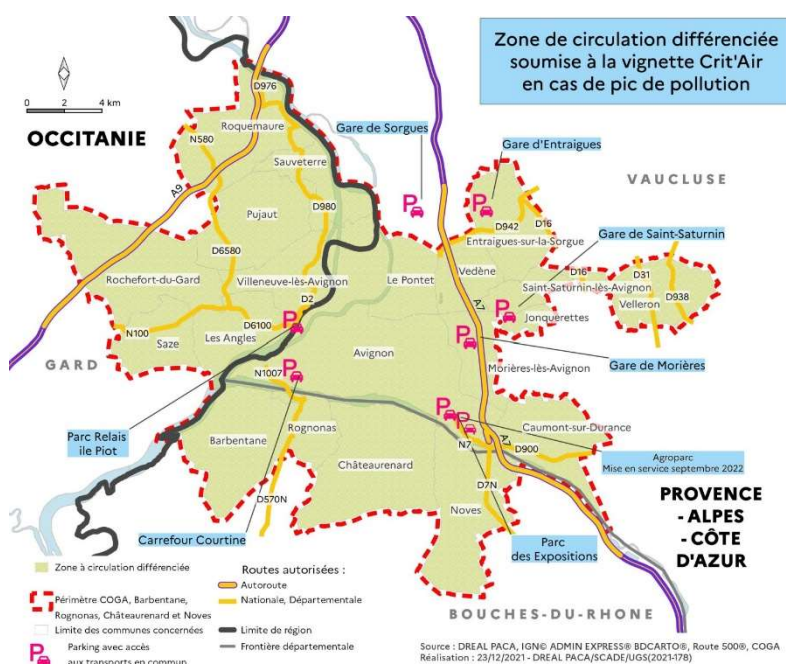 Zone de circulation différenciée
soumise à la vignette Crit'Air
en cas de pic de pollution
0 2 4 km
OCCITANIE
D976
Roquemaure
N580
Sauveterre
A9
Gare de Sorgues
Gare d'Entraigues
VAUCLUSE
Pujaut
D980
D6580
D942
D16
Entraigues-sur-la-Sorgue
Gare de Saint-Saturnin
Rochefort-du-Gard
Villeneuve-lès-Avignon
Le Pontet
Vedène
D16
D31
Saint-Saturnin-lès-Avignon
Velleron
D938
D2
A7
Jonquerettes
N100
D6100
Saze
Les Angles
GARD
Avignon
Gare de Morières
Morières-lès-Avignon
N1007
Parc Relais
ile Piot
Rognonas
Barbentane
Caumont-sur-Durance
N7
A7
D900
Agroparc
Mise en service septembre 2022
Châteaurenard
D7N
D570N
Noves
PROVENCE
- ALPES
- CÔTE
D'AZUR
Carrefour Courtine
Parc
des Expositions
BOUCHES-DU-RHONE
Zone à circulation différenciée
Périmètre COGA, Barbentane,
Rognonas, Châteaurenard et Noves
Limite des communes concernées
P Parking avec accès
aux transports en commun
Routes autorisées :
Autoroute
Nationale, Départementale
Limite de région
Frontière départementale
Source : DREAL PACA, IGN© ADMIN EXPRESS® BDCARTO®, Route 500®, COGA
Réalisation : 23/12/2021 - DREAL PACA/SCADE/UGS(2021-178)